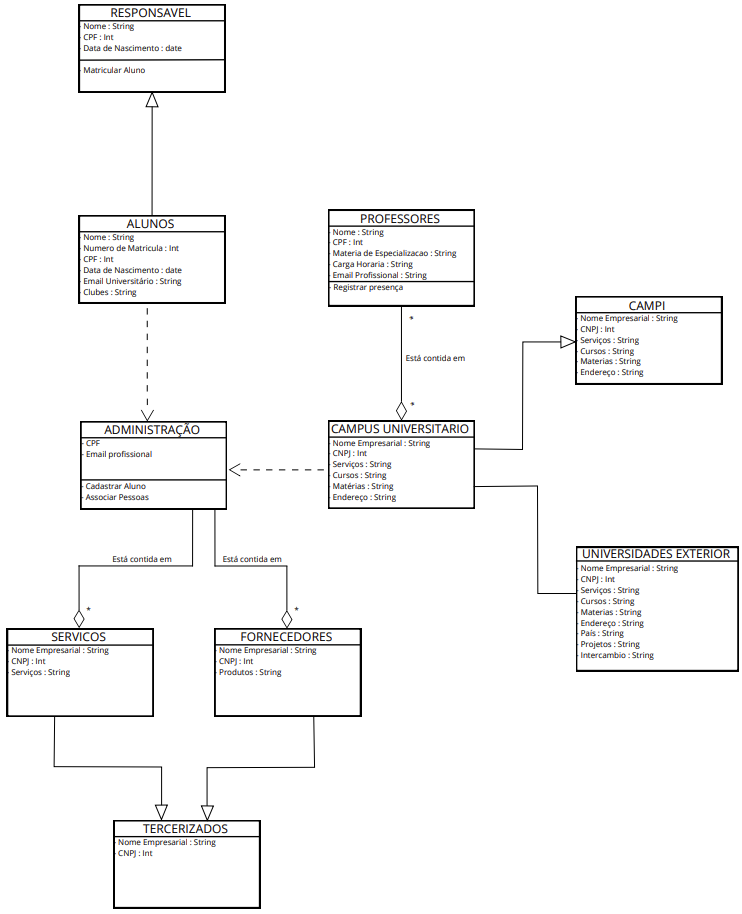 RESPONSAVEL
- Nome : String
- CPF : Int
- Data de Nascimento : date
- Matricular Aluno
ALUNOS
- Nome : String
- Numero de Matricula : Int
- CPF : Int
- Data de Nascimento : date
- Email Universitário : String
- Clubes : String
PROFESSORES
- Nome : String
- CPF : Int
- Materia de Especializacao : String
- Carga Horaria : String
- Email Profissional : String
- Registrar presença
*
Está contida em
*
CAMPI
- Nome Empresarial : String
- CNPJ : Int
- Serviços : String
- Cursos : String
- Materias : String
- Endereço : String
ADMINISTRAÇÃO
- CPF
- Email profissional
- Cadastrar Aluno
- Associar Pessoas
CAMPUS UNIVERSITARIO
- Nome Empresarial : String
- CNPJ : Int
- Serviços : String
- Cursos : String
- Matérias : String
- Endereço : String
UNIVERSIDADES EXTERIOR
- Nome Empresarial : String
- CNPJ : Int
- Serviços : String
- Cursos : String
- Materias : String
- Endereço : String
- País : String
- Projetos : String
- Intercambio : String
Está contida em
*
Está contida em
*
SERVICOS
- Nome Empresarial : String
- CNPJ : Int
- Serviços : String
FORNECEDORES
- Nome Empresarial : String
- CNPJ : Int
- Produtos : String
TERCERIZADOS
- Nome Empresarial : String
- CNPJ : Int